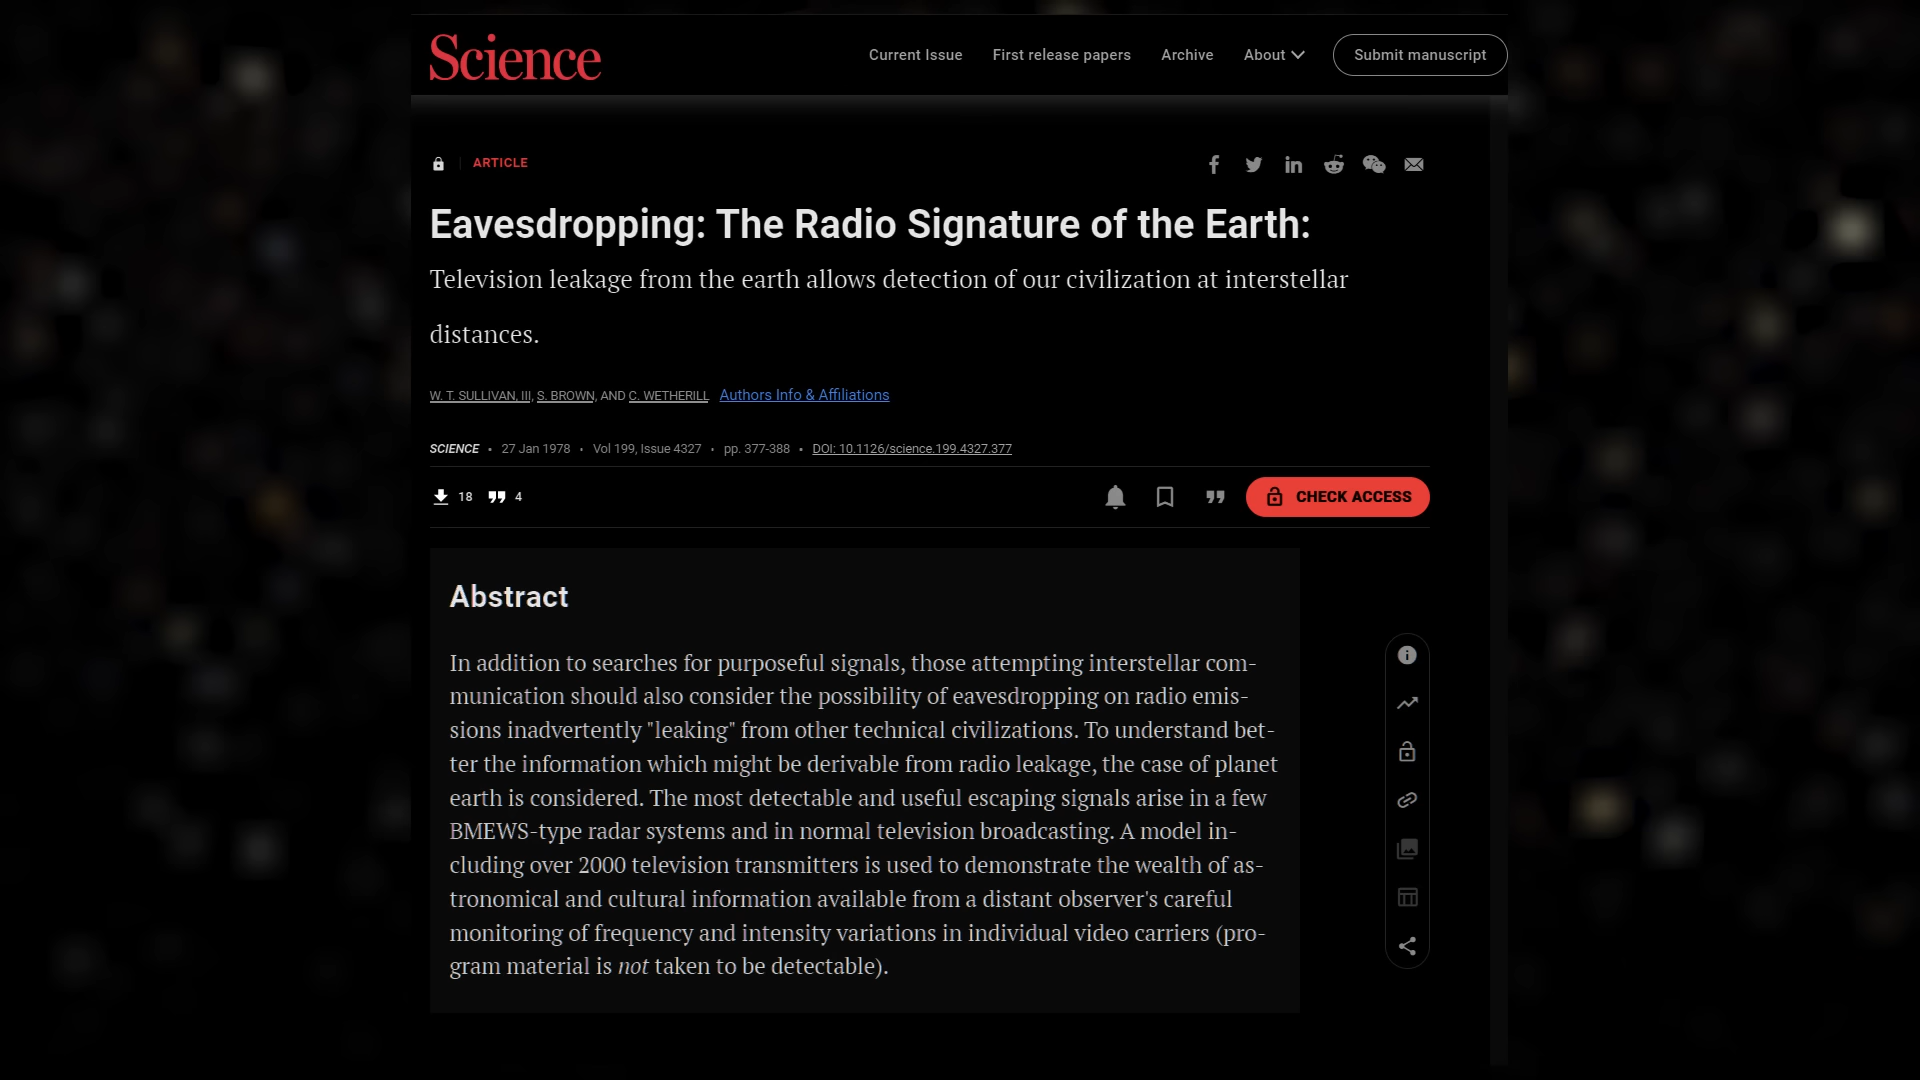 Science
Current Issue First release papers Archive About Submit manuscript
ARTICLE
Eavesdropping: The Radio Signature of the Earth:
Television leakage from the earth allows detection of our civilization at interstellar
distances.
W. T. SULLIVAN, III, S. BROWN, AND C. WETHERILL Authors Info & Affiliations
SCIENCE • 27 Jan 1978 • Vol 199, Issue 4327 • pp. 377-388 • DOI: 10.1126/science.199.4327.377
18 4 CHECK ACCESS
Abstract
In addition to searches for purposeful signals, those attempting interstellar com-
munication should also consider the possibility of eavesdropping on radio emis-
sions inadvertently "leaking" from other technical civilizations. To understand bet-
ter the information which might be derivable from radio leakage, the case of planet
earth is considered. The most detectable and useful escaping signals arise in a few
BMEWS-type radar systems and in normal television broadcasting. A model in-
cluding over 2000 television transmitters is used to demonstrate the wealth of as-
tronomical and cultural information available from a distant observer's careful
monitoring of frequency and intensity variations in individual video carriers (pro-
gram material is not taken to be detectable).